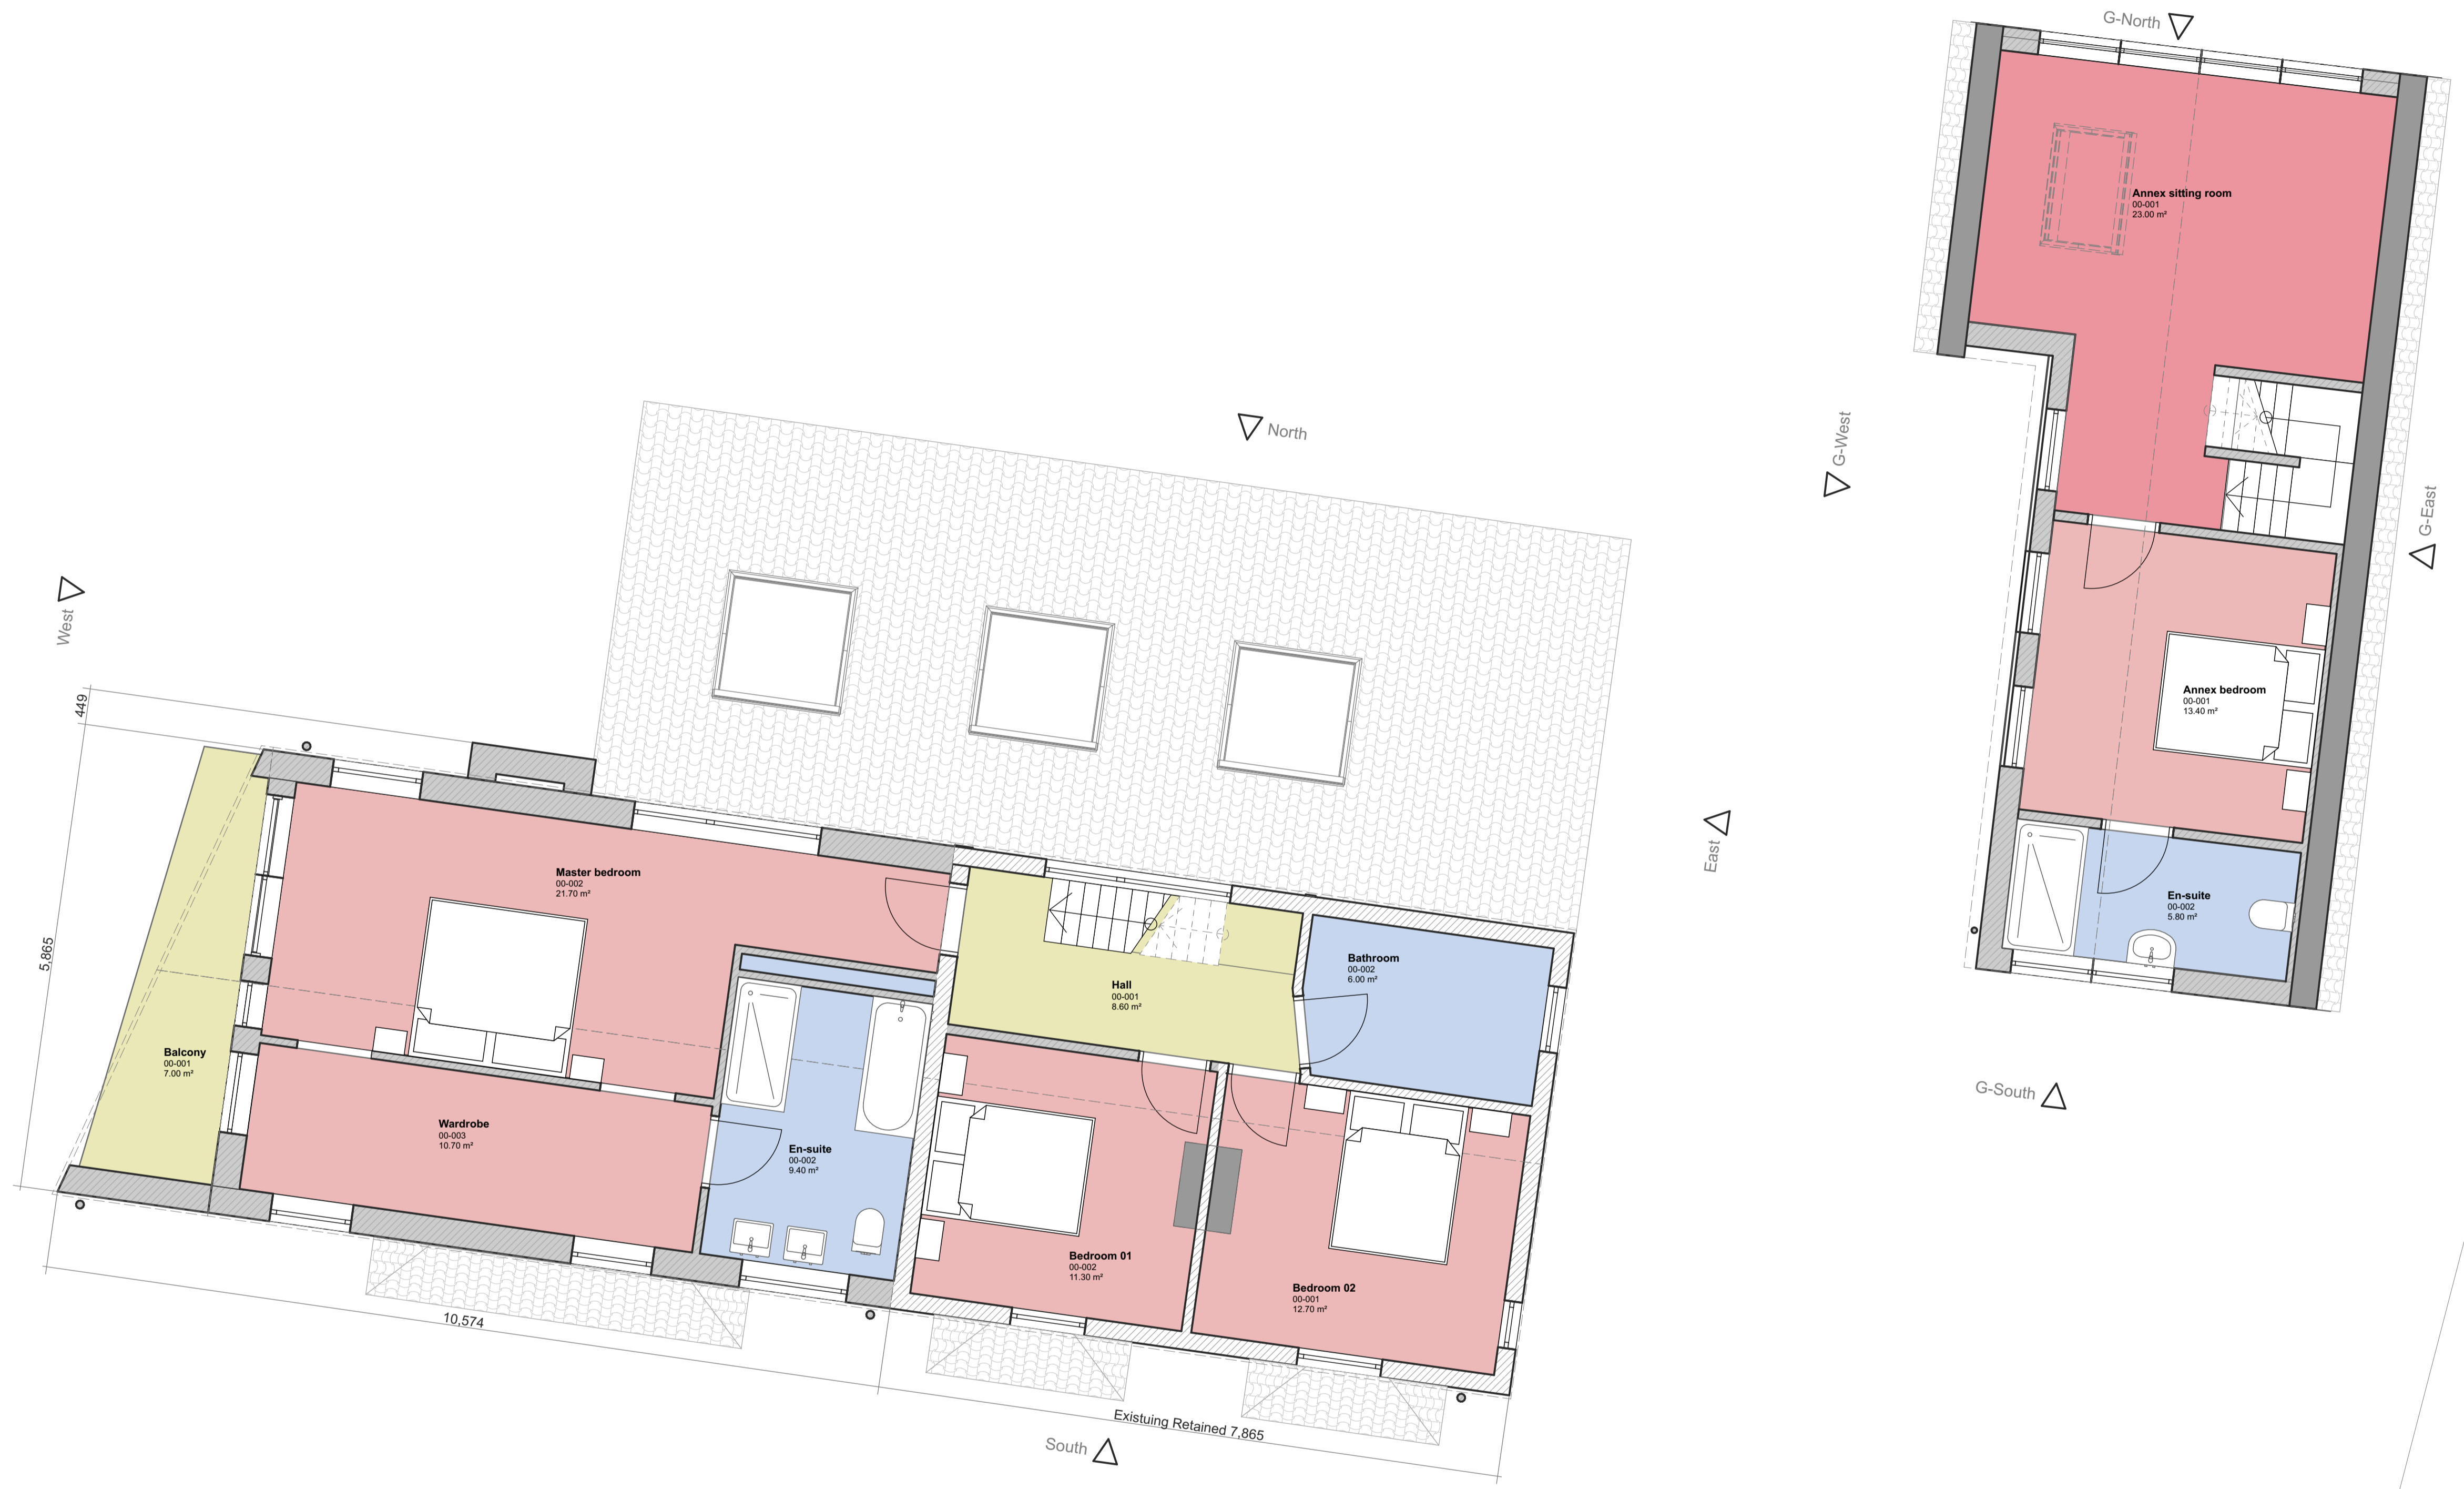 G-North
Annex sitting room
00-001
23.00 m²
North
G-West
G-East
West
449
Annex bedroom
00-001
13.40 m²
East
Master bedroom
00-002
21.70 m²
En-suite
00-002
5.80 m²
5,865
Bathroom
00-002
6.00 m²
Hall
00-001
8.60 m²
Balcony
00-001
7.00 m²
G-South
Wardrobe
00-003
10.70 m²
En-suite
00-002
9.40 m²
Bedroom 01
00-002
11.30 m²
Bedroom 02
00-001
12.70 m²
10,574
Existuing Retained 7,865
South